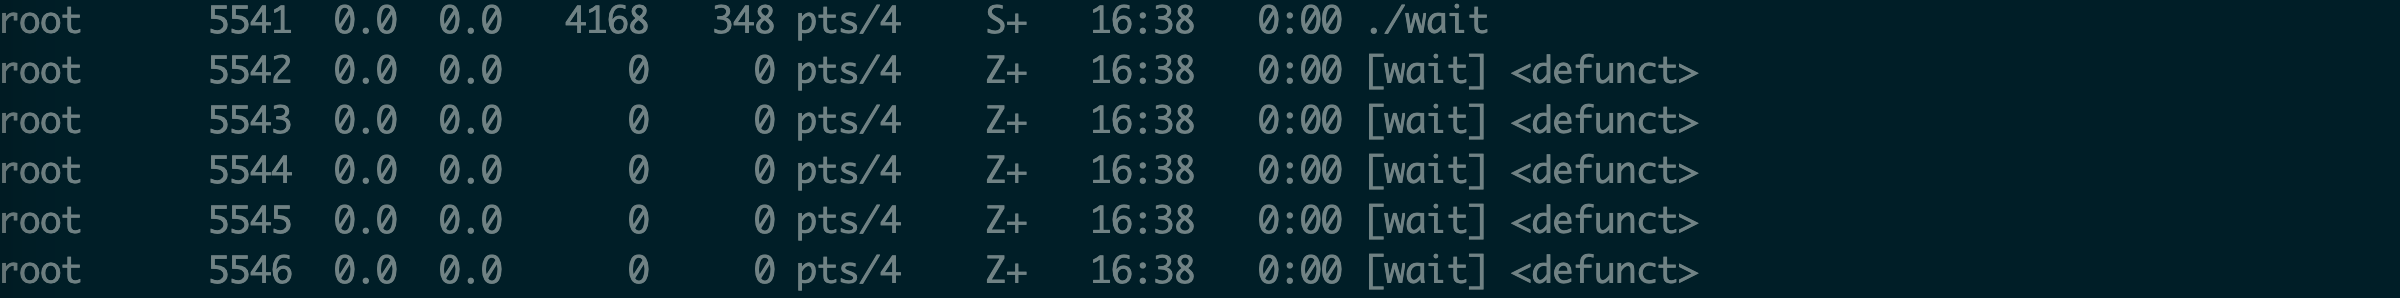 root 5541 0.0 0.0 4168 348 pts/4 S+ 16:38 0:00 ./wait
root 5542 0.0 0.0 0 0 pts/4 Z+ 16:38 0:00 [wait] <defunct>
root 5543 0.0 0.0 0 0 pts/4 Z+ 16:38 0:00 [wait] <defunct>
root 5544 0.0 0.0 0 0 pts/4 Z+ 16:38 0:00 [wait] <defunct>
root 5545 0.0 0.0 0 0 pts/4 Z+ 16:38 0:00 [wait] <defunct>
root 5546 0.0 0.0 0 0 pts/4 Z+ 16:38 0:00 [wait] <defunct>